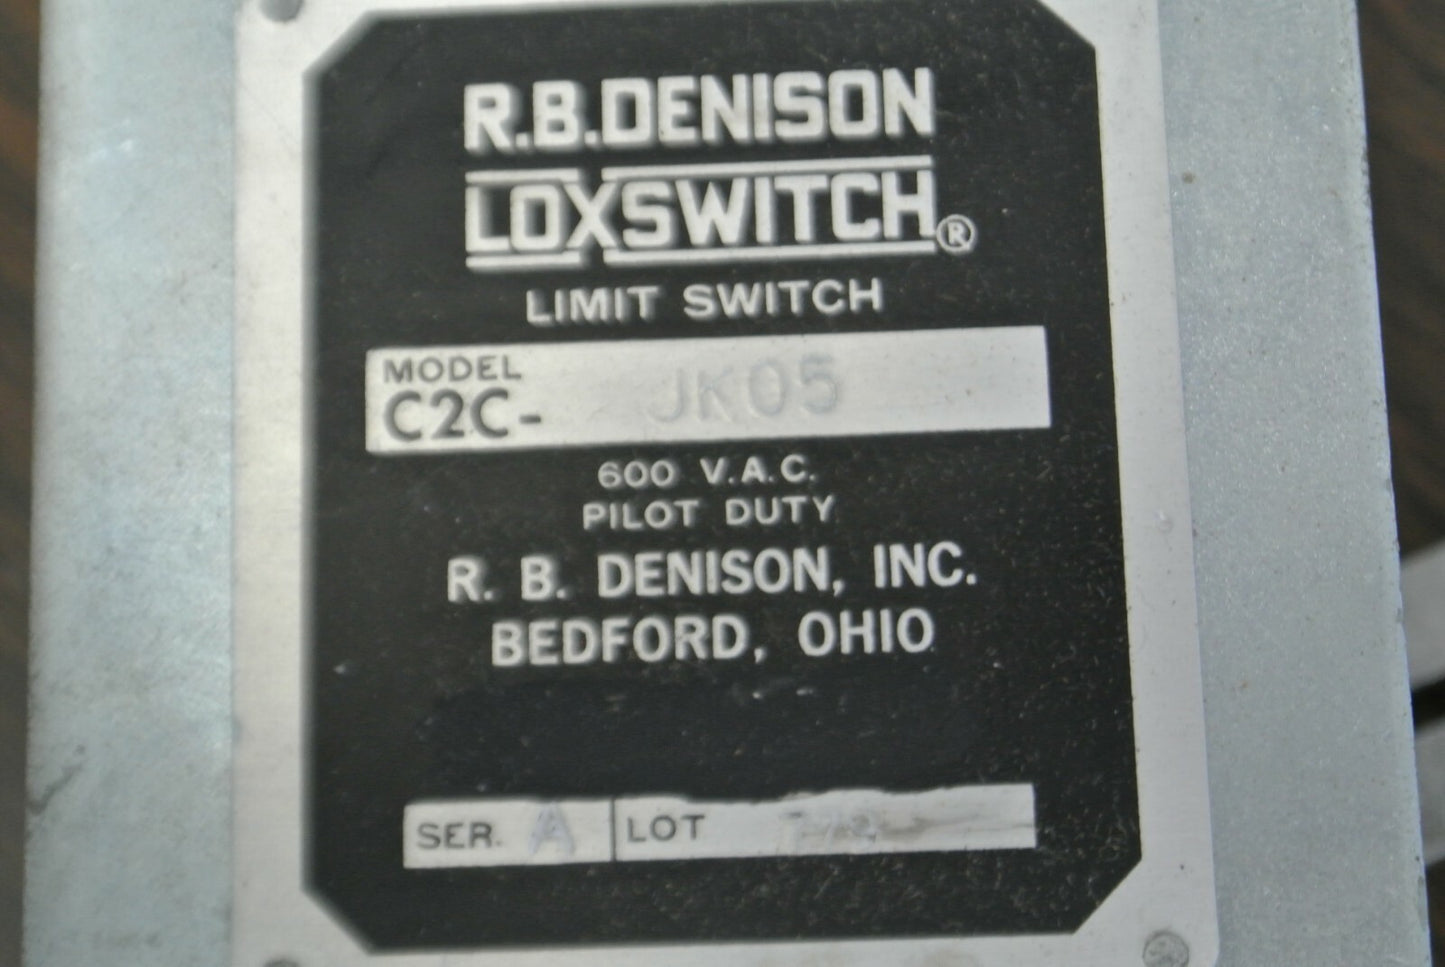 R.B.DENISON
LOXSWITCH®
LIMIT SWITCH
MODEL
C2C- JK05
600 V.A.C.
PILOT DUTY
R. B. DENISON, INC.
BEDFORD, OHIO
SER. A LOT